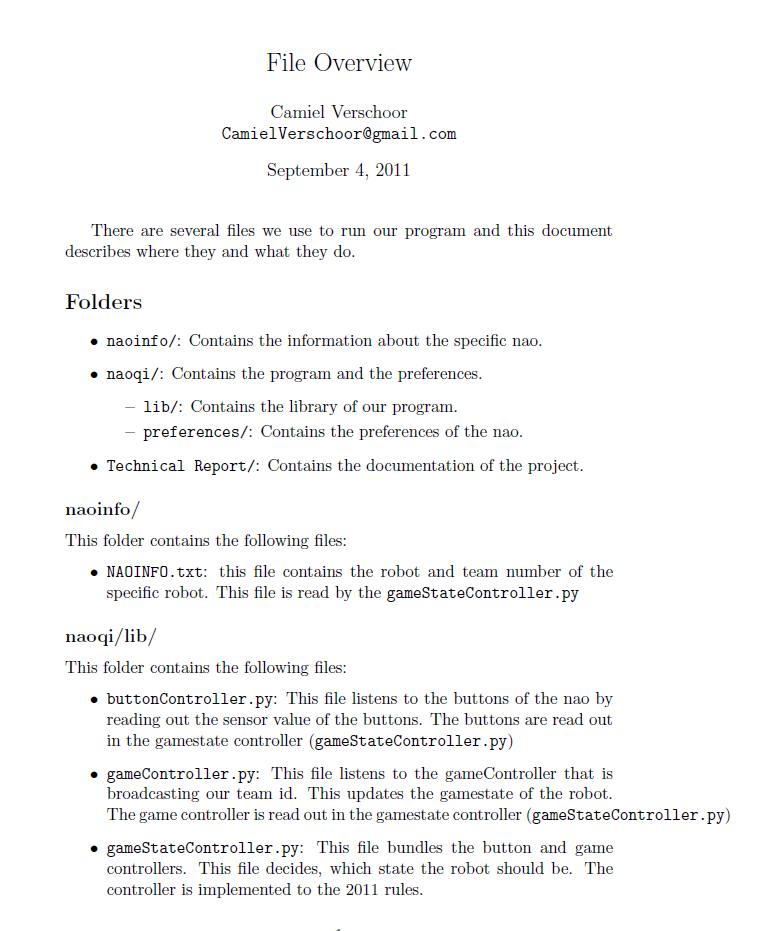 File Overview
Camiel Verschoor
CamielVerschoor@gmail.com
September 4, 2011
There are several files we use to run our program and this document
describes where they and what they do.
Folders
• naoinfo/: Contains the information about the specific nao.
• naoqi/: Contains the program and the preferences.
– lib/: Contains the library of our program.
– preferences/: Contains the preferences of the nao.
• Technical Report/: Contains the documentation of the project.
naoinfo/
This folder contains the following files:
• NAOINFO.txt: this file contains the robot and team number of the
specific robot. This file is read by the gameStateController.py
naoqi/lib/
This folder contains the following files:
• buttonController.py: This file listens to the buttons of the nao by
reading out the sensor value of the buttons. The buttons are read out
in the gamestate controller (gameStateController.py)
• gameController.py: This file listens to the gameController that is
broadcasting our team id. This updates the gamestate of the robot.
The game controller is read out in the gamestate controller (gameStateController.py)
• gameStateController.py: This file bundles the button and game
controllers. This file decides, which state the robot should be. The
controller is implemented to the 2011 rules.